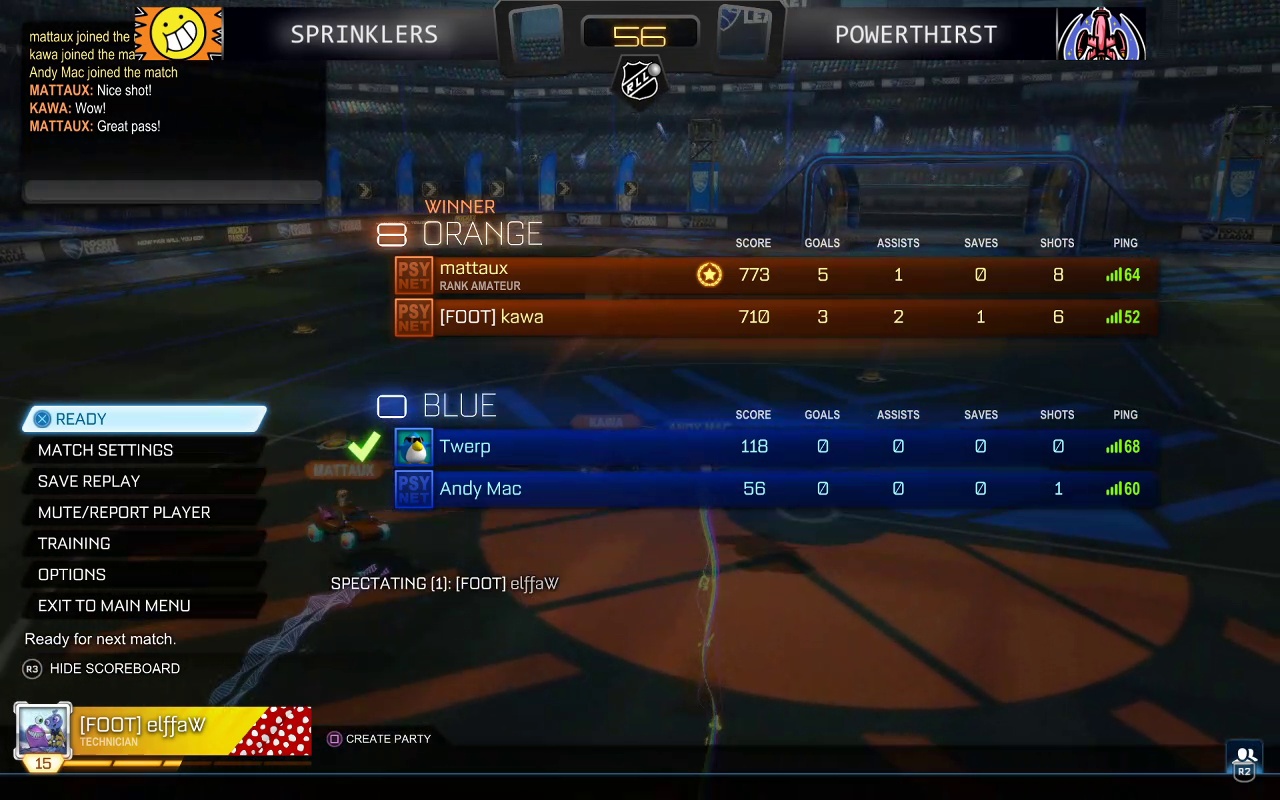 mattaux joined the
kawa joined the ma
Andy Mac joined the match
MATTAUX: Nice shot!
KAWA: Wow!
MATTAUX: Great pass!
SPRINKLERS
56
POWERTHIRST
RLL
WINNER
8 ORANGE
SCORE GOALS ASSISTS SAVES SHOTS PING
PSY NET mattaux 773 5 1 0 8 64
RANK AMATEUR
PSY NET [FOOT] kawa 710 3 2 1 6 52
0 BLUE
SCORE GOALS ASSISTS SAVES SHOTS PING
Twerp 118 0 0 0 0 68
PSY NET Andy Mac 56 0 0 0 1 60
KAWA
ANDY MAC
MATTAUX
SPECTATING [1]: [FOOT] elffaW
READY
MATCH SETTINGS
SAVE REPLAY
MUTE/REPORT PLAYER
TRAINING
OPTIONS
EXIT TO MAIN MENU
Ready for next match.
R3 HIDE SCOREBOARD
[FOOT] elffaW
TECHNICIAN
15
CREATE PARTY
R2